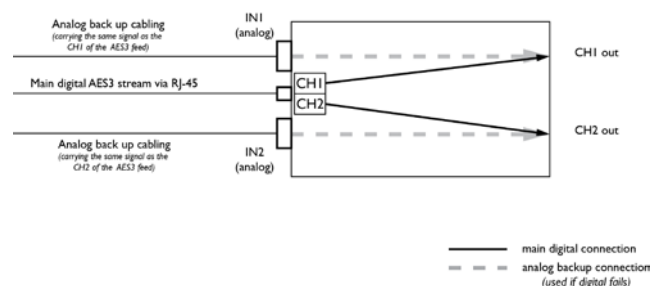 Analog back up cabling
(carrying the same signal as the
CH1 of the AES3 feed)
IN1
(analog)
CH1 out
Main digital AES3 stream via RJ-45
CH1
CH2
CH2 out
Analog back up cabling
(carrying the same signal as the
CH2 of the AES3 feed)
IN2
(analog)
main digital connection
analog backup connection
(used if digital fails)